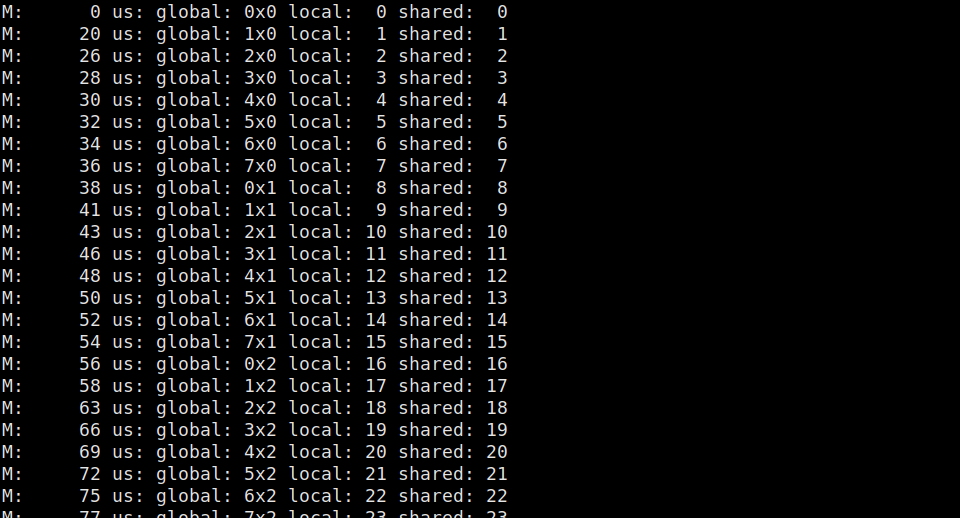 M:     0 us: global: 0x0 local:  0 shared:  0
M:    20 us: global: 1x0 local:  1 shared:  1
M:    26 us: global: 2x0 local:  2 shared:  2
M:    28 us: global: 3x0 local:  3 shared:  3
M:    30 us: global: 4x0 local:  4 shared:  4
M:    32 us: global: 5x0 local:  5 shared:  5
M:    34 us: global: 6x0 local:  6 shared:  6
M:    36 us: global: 7x0 local:  7 shared:  7
M:    38 us: global: 0x1 local:  8 shared:  8
M:    41 us: global: 1x1 local:  9 shared:  9
M:    43 us: global: 2x1 local: 10 shared: 10
M:    46 us: global: 3x1 local: 11 shared: 11
M:    48 us: global: 4x1 local: 12 shared: 12
M:    50 us: global: 5x1 local: 13 shared: 13
M:    52 us: global: 6x1 local: 14 shared: 14
M:    54 us: global: 7x1 local: 15 shared: 15
M:    56 us: global: 0x2 local: 16 shared: 16
M:    58 us: global: 1x2 local: 17 shared: 17
M:    63 us: global: 2x2 local: 18 shared: 18
M:    66 us: global: 3x2 local: 19 shared: 19
M:    69 us: global: 4x2 local: 20 shared: 20
M:    72 us: global: 5x2 local: 21 shared: 21
M:    75 us: global: 6x2 local: 22 shared: 22
M:    77 us: global: 7x2 local: 23 shared: 23